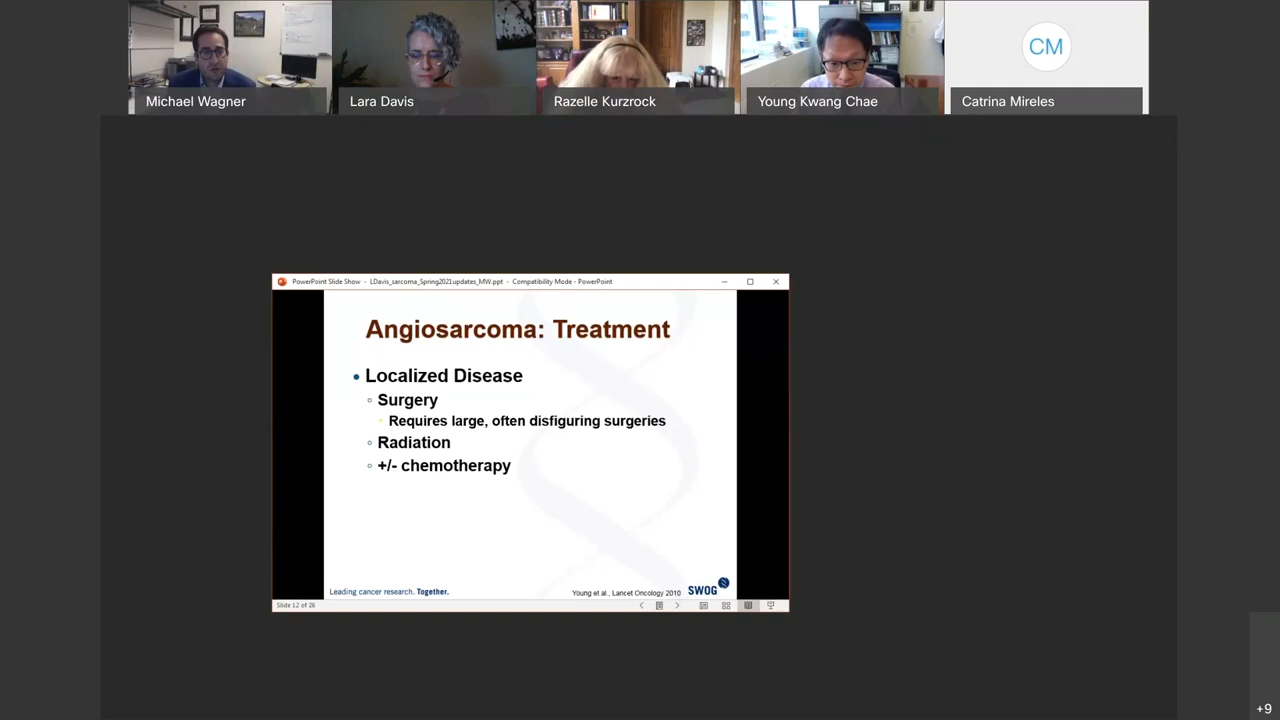 Michael Wagner
Lara Davis
Razelle Kurzrock
Young Kwang Chae
CM
Catrina Mireles
PowerPoint Slide Show - LDavis_sarcoma_Spring2021updates_MW.ppt - Compatibility Mode - PowerPoint
Angiosarcoma: Treatment
Localized Disease
Surgery
Requires large, often disfiguring surgeries
Radiation
+/- chemotherapy
Leading cancer research. Together.
Young et al., Lancet Oncology 2010
SWOG
Slide 12 of 26
+9